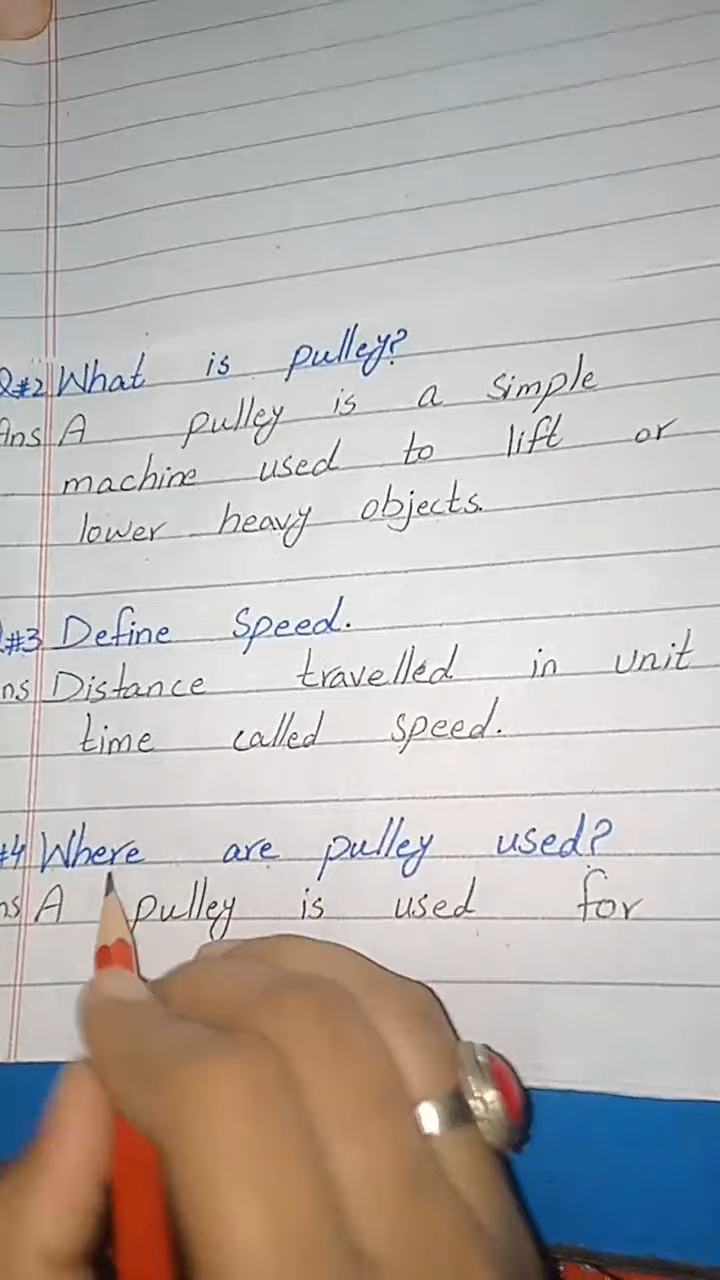 Q#2 What is pulley?
Ans A pulley is a simple
machine used to lift or
lower heavy objects.
#3 Define Speed.
ns Distance travelled in unit
time called speed.
#4 Where are pulley used?
ns A pulley is used for